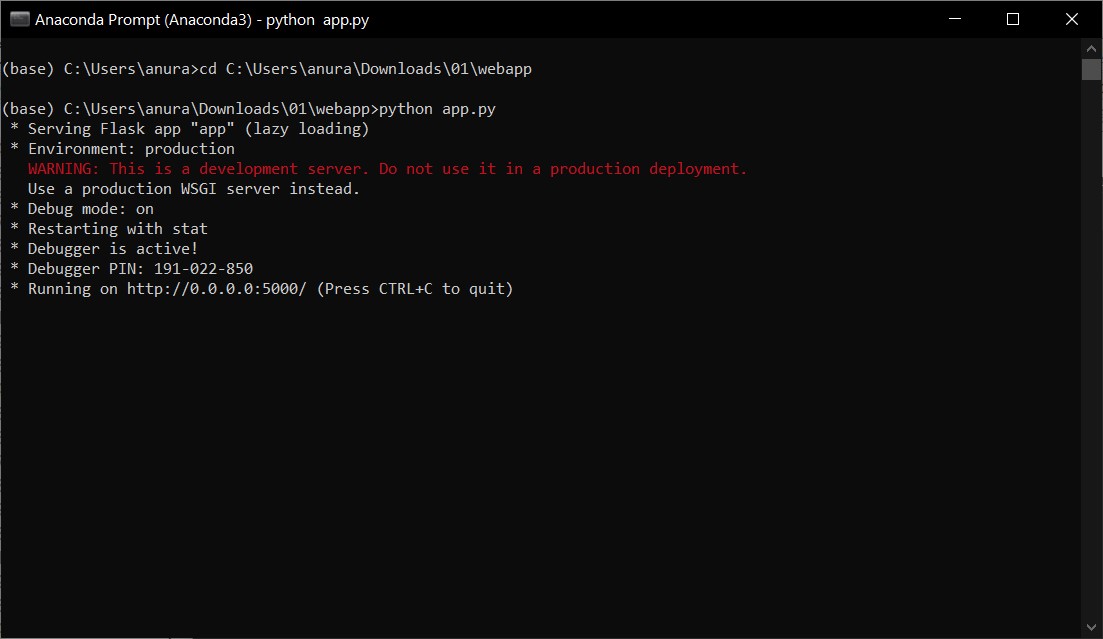 Anaconda Prompt (Anaconda3) - python  app.py
(base) C:\Users\anura>cd C:\Users\anura\Downloads\01\webapp
(base) C:\Users\anura\Downloads\01\webapp>python app.py
 * Serving Flask app "app" (lazy loading)
 * Environment: production
   WARNING: This is a development server. Do not use it in a production deployment.
   Use a production WSGI server instead.
 * Debug mode: on
 * Restarting with stat
 * Debugger is active!
 * Debugger PIN: 191-022-850
 * Running on http://0.0.0.0:5000/ (Press CTRL+C to quit)